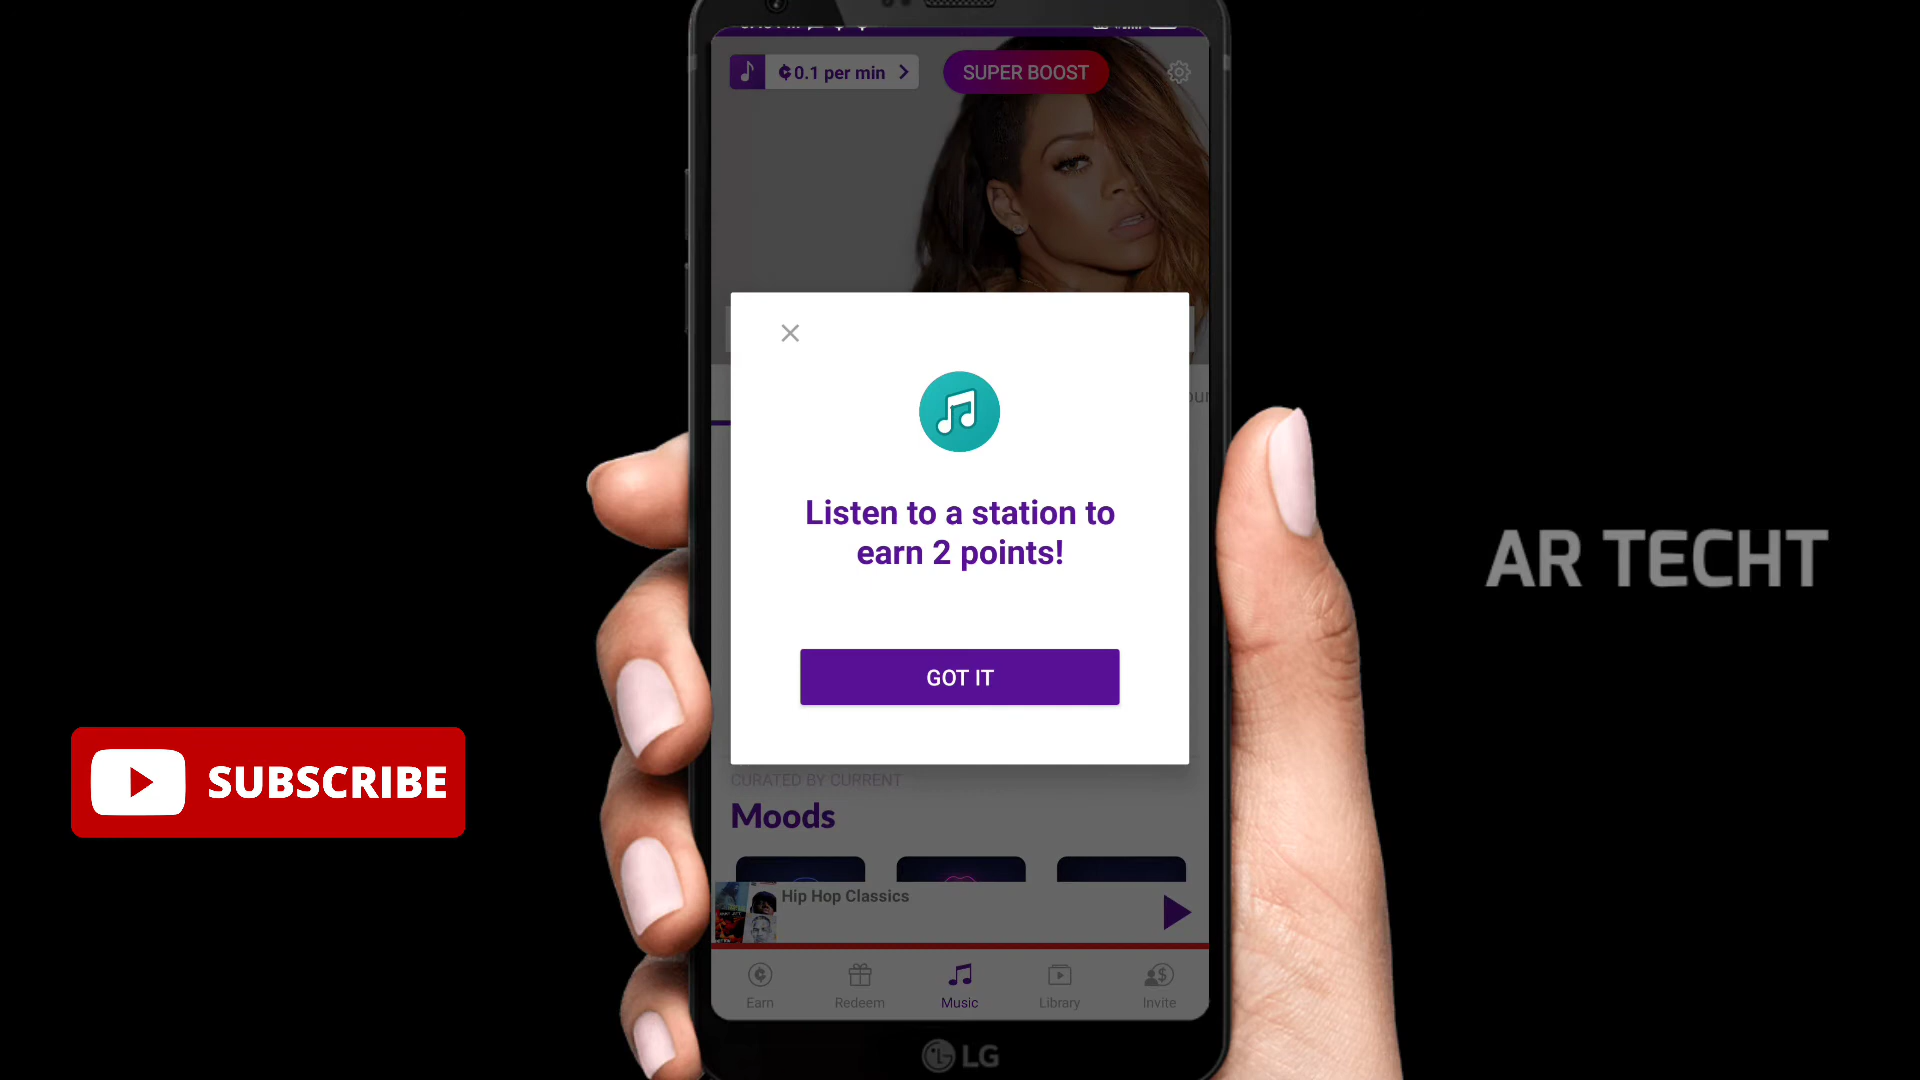 ¢0.1 per min
SUPER BOOST
Listen to a station to
earn 2 points!
GOT IT
CURATED BY CURRENT
Moods
Hip Hop Classics
Earn
Redeem
Music
Library
Invite
LG
SUBSCRIBE
AR TECHT